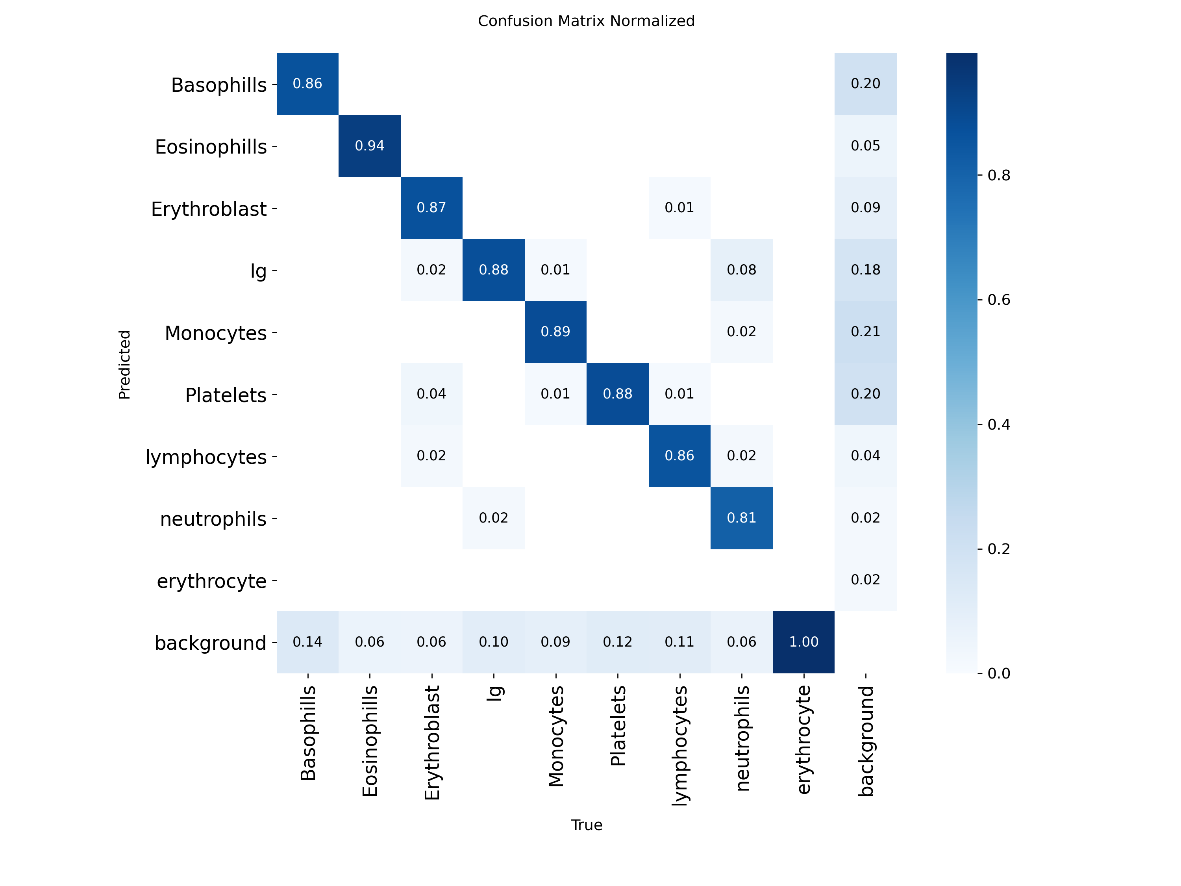 Confusion Matrix Normalized
Basophills 0.86 0.20
Eosinophills 0.94 0.05
Erythroblast 0.87 0.01 0.09
Ig 0.02 0.88 0.01 0.08 0.18
Monocytes 0.89 0.02 0.21
Platelets 0.04 0.01 0.88 0.01 0.20
lymphocytes 0.02 0.86 0.02 0.04
neutrophils 0.02 0.81 0.02
erythrocyte 0.02
background 0.14 0.06 0.06 0.10 0.09 0.12 0.11 0.06 1.00
Predicted
Basophills
Eosinophills
Erythroblast
Ig
Monocytes
Platelets
lymphocytes
neutrophils
erythrocyte
background
True
0.8
0.6
0.4
0.2
0.0